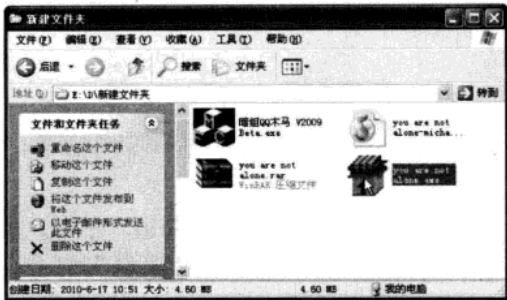 新建文件夹
文件(F) 编辑(E) 查看(V) 收藏(A) 工具(T) 帮助(H)
后退 搜索 文件夹
地址(D) E:\D\新建文件夹 转到
文件和文件夹任务
重命名这个文件
移动这个文件
复制这个文件
将这个文件发布到
Web
以电子邮件形式发送
此文件
删除这个文件
暗组QQ木马 V2009
Beta.exe
you are not
alone-micha...
you are not
alone.rar
WinRAR 压缩文件
you are not
alone.exe
创建日期: 2010-6-17 10:51 大小: 4.60 MB 4.60 MB 我的电脑